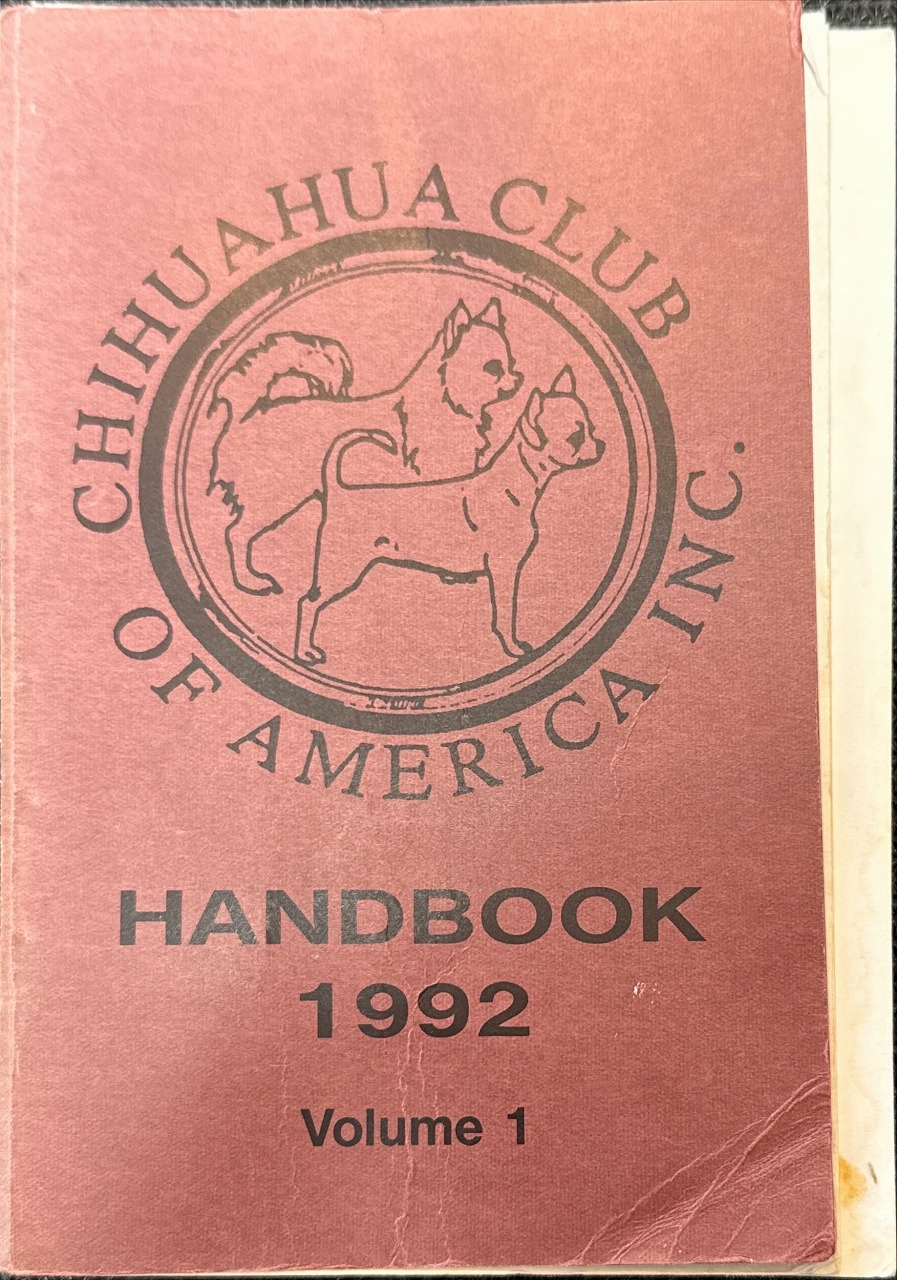 CHIHUAHUA CLUB
OF AMERICA INC.
HANDBOOK
1992
Volume 1